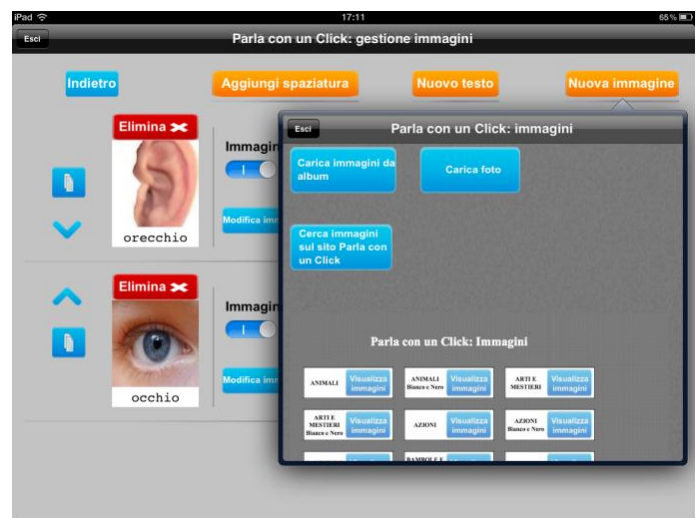 iPad 17:11 65%
Esci Parla con un Click: gestione immagini
Indietro Aggiungi spaziatura Nuovo testo Nuova immagine
Elimina
Immagin
orecchio
Elimina
Immagin
occhio
Esci Parla con un Click: immagini
Carica immagini da
album
Carica foto
Cerca immagini
sul sito Parla con
un Click
Parla con un Click: Immagini
ANIMALI
Visualizza
immagini
ANIMALI
Bianco e Nero
Visualizza
immagini
ARTI E
MESTIERI
Visualizza
immagini
ARTI E
MESTIERI
Bianco e Nero
Visualizza
immagini
AZIONI
Visualizza
immagini
AZIONI
Bianco e Nero
Visualizza
immagini